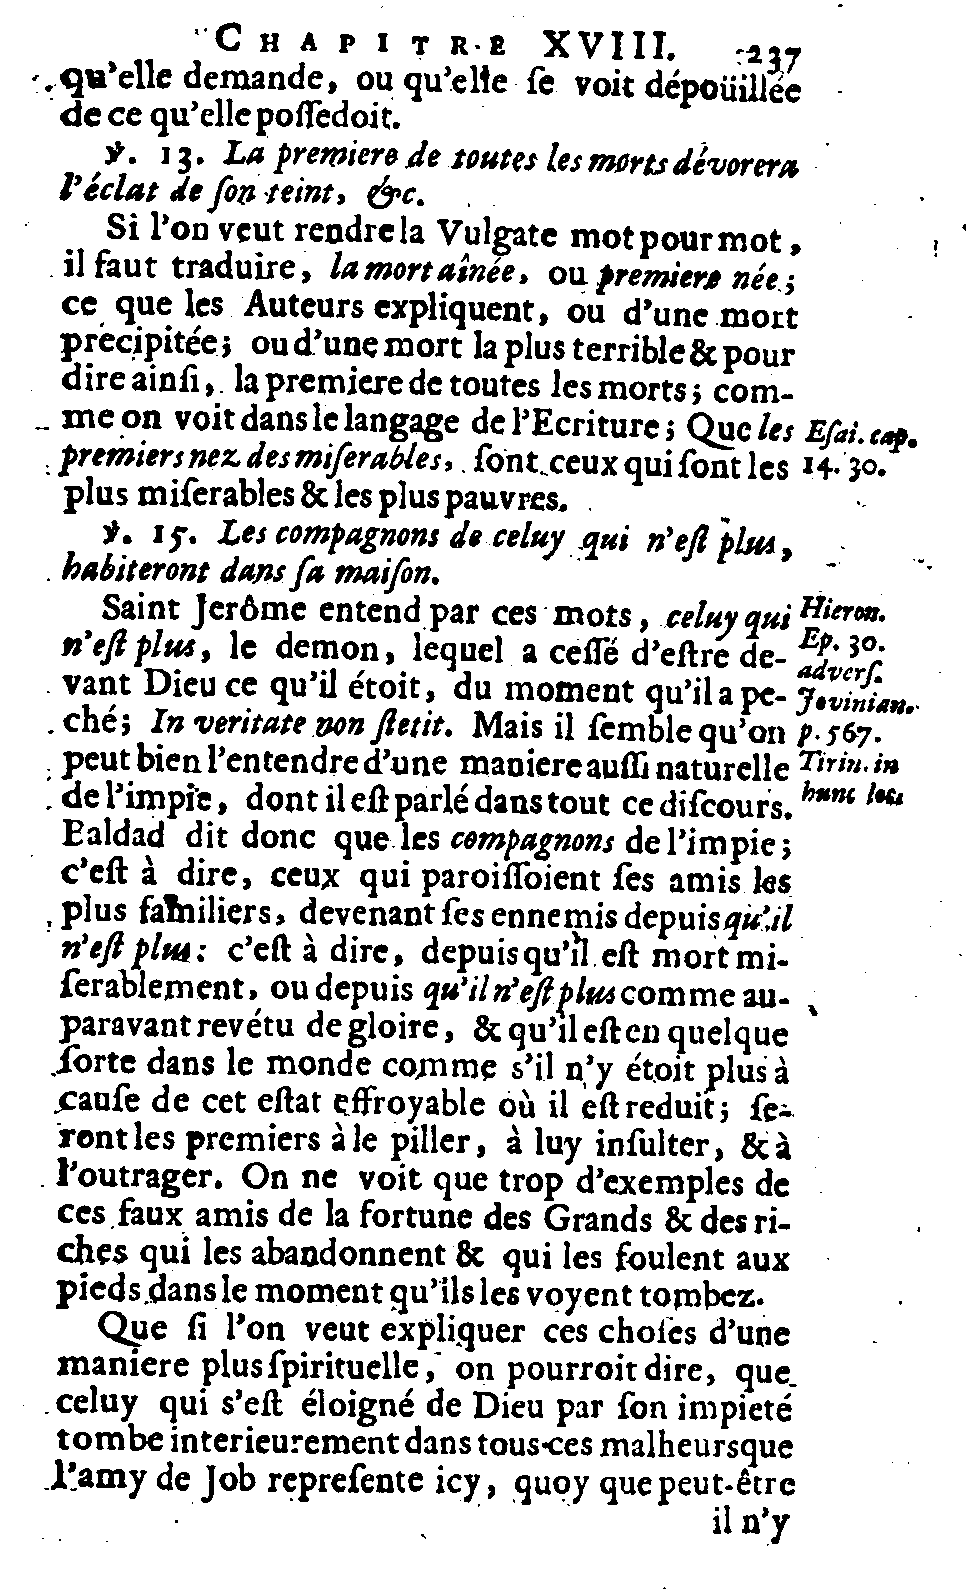 CHAPITRE XVIII. 237
qu'elle demande, ou qu'elle ſe voit dépoüillée
de ce qu'elle poſſedoit.
℣. 13. La premiere de toutes les morts dévorera
l'éclat de ſon teint, &c.
Si l'on veut rendre la Vulgate mot pour mot,
il faut traduire, la mort aînée, ou premiere née;
ce que les Auteurs expliquent, ou d'une mort
précipitée; ou d'une mort la plus terrible & pour
dire ainſi, la premiere de toutes les morts; com-
me on voit dans le langage de l'Ecriture; Que les
premiers nez des miſerables, ſont ceux qui ſont les
plus miſerables & les plus pauvres.
Eſai. cap.
14. 30.
℣. 15. Les compagnons de celuy qui n'eſt plus,
habiteront dans ſa maiſon.
Saint Jerôme entend par ces mots, celuy qui
n'eſt plus, le demon, lequel a ceſſé d'eſtre de-
vant Dieu ce qu'il étoit, du moment qu'il a pe-
ché; In veritate non ſtetit. Mais il ſemble qu'on
peut bien l'entendre d'une maniere auſſi naturelle
de l'impie, dont il eſt parlé dans tout ce diſcours.
Hieron.
Ep. 30.
adverſ.
Jovinian.
p. 567.
Tirin. in
hunc loc.
Ealdad dit donc que les compagnons de l'impie;
c'eſt à dire, ceux qui paroiſſoient ſes amis les
plus familiers, devenant ſes ennemis depuis qu'il
n'eſt plus: c'eſt à dire, depuis qu'il eſt mort mi-
ſerablement, ou depuis qu'il n'eſt plus comme au-
paravant revétu de gloire, & qu'il eſt en quelque
ſorte dans le monde comme s'il n'y étoit plus à
cauſe de cet eſtat effroyable où il eſt reduit; ſe-
ront les premiers à le piller, à luy inſulter, & à
l'outrager. On ne voit que trop d'exemples de
ces faux amis de la fortune des Grands & des ri-
ches qui les abandonnent & qui les foulent aux
pieds dans le moment qu'ils les voyent tombez.
Que ſi l'on veut expliquer ces choſes d'une
maniere plus ſpirituelle, on pourroit dire, que
celuy qui s'eſt éloigné de Dieu par ſon impieté
tombe interieurement dans tous ces malheurs que
l'amy de Job repreſente icy, quoy que peut-être
il n'y